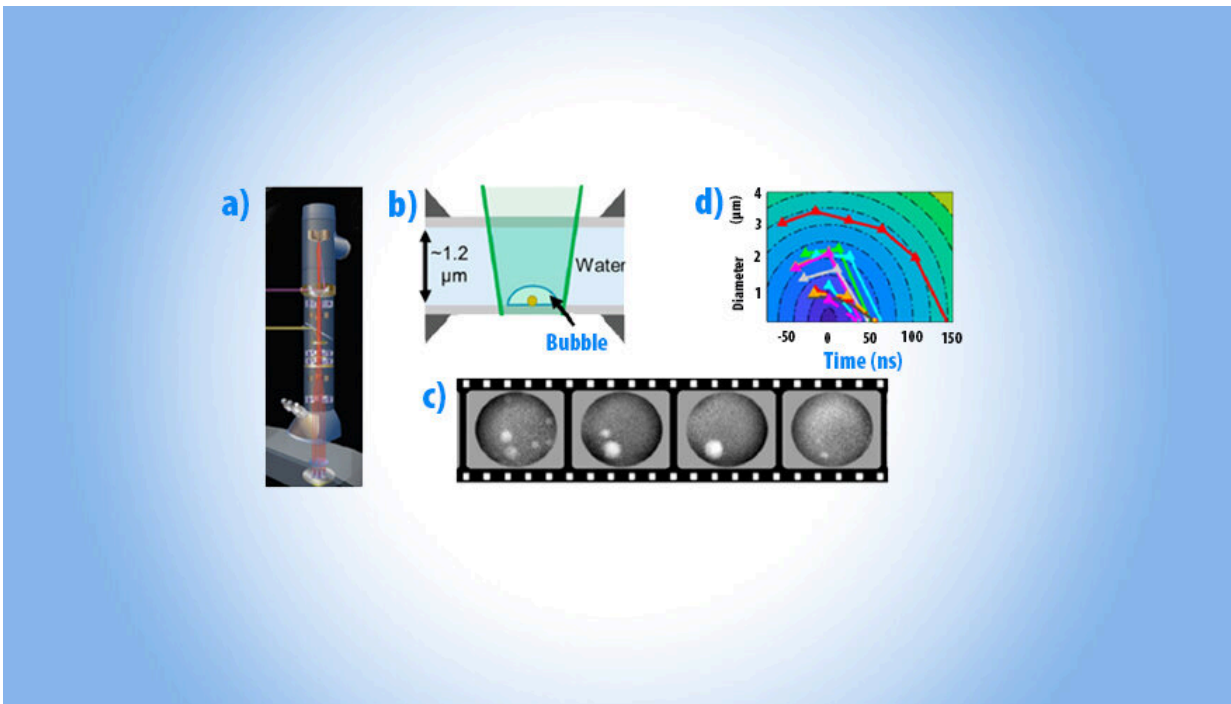 a)
b)
~1.2
μm
Water
Bubble
c)
d)
(μm)
Diameter
4
3
2
1
-50
0
50
100
150
Time (ns)